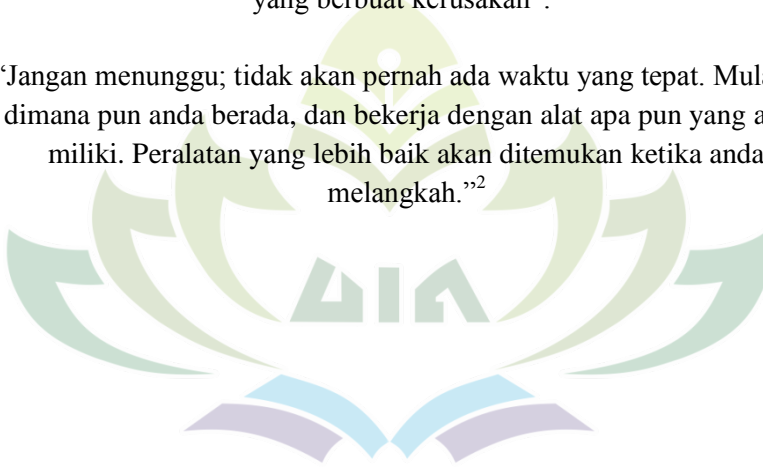 yang berbuat kerusakan”.
“Jangan menunggu; tidak akan pernah ada waktu yang tepat.
dimana pun anda berada, dan bekerja dengan alat apa pun yang
miliki. Peralatan yang lebih baik akan ditemukan ketika anda
melangkah.”2
UIN